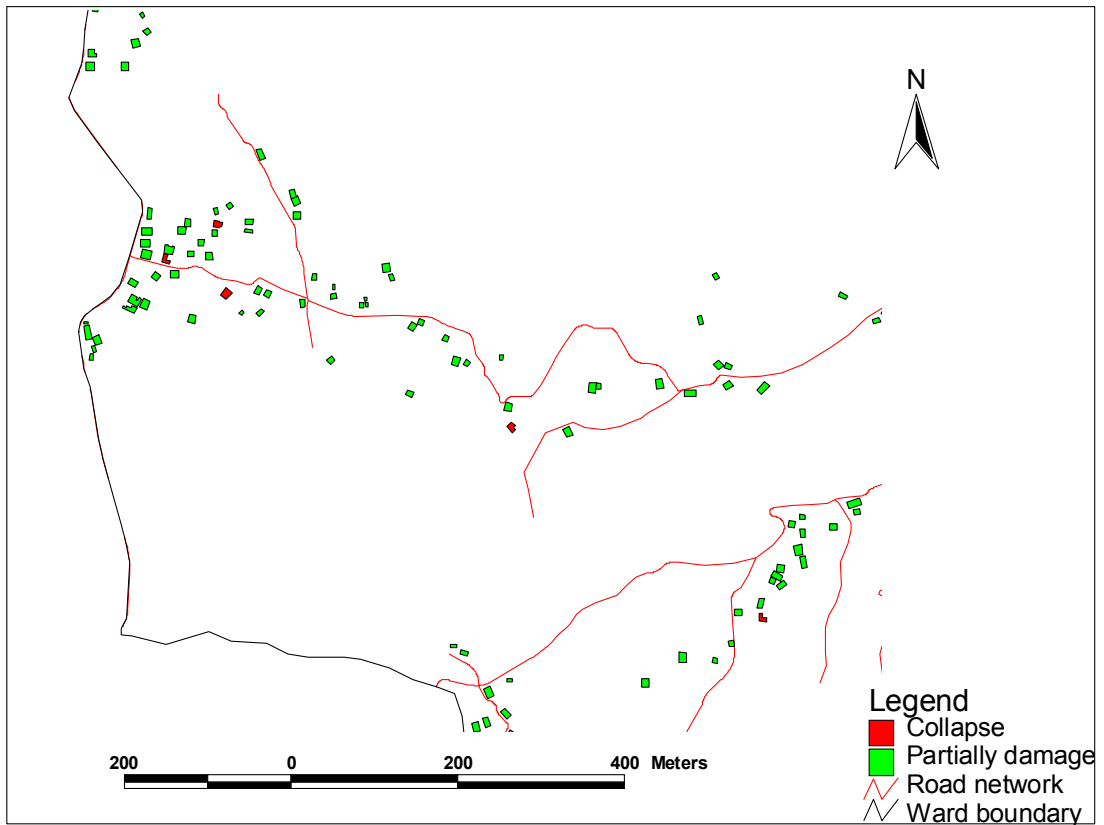 N
Legend
Collapse
Partially damage
Road network
Ward boundary
200 0 200 400 Meters